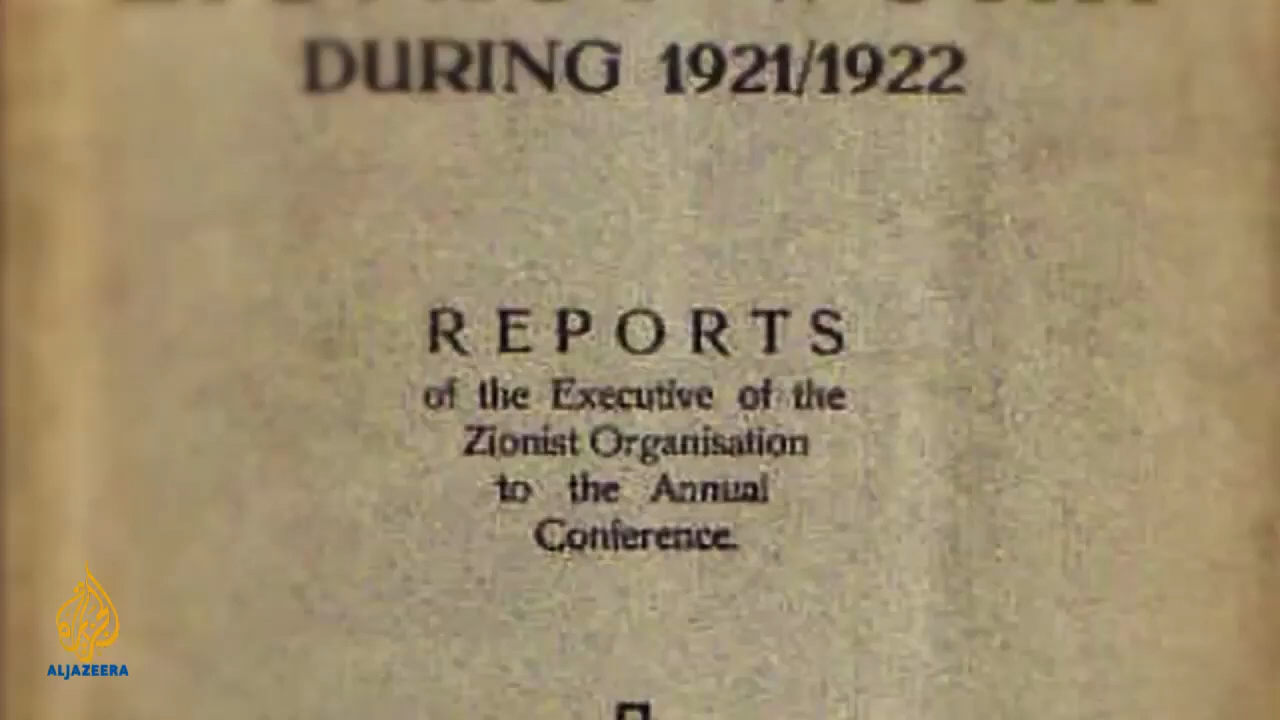 DURING 1921/1922
REPORTS
of the Executive of the
Zionist Organisation
to the Annual
Conference.
ALJAZEERA